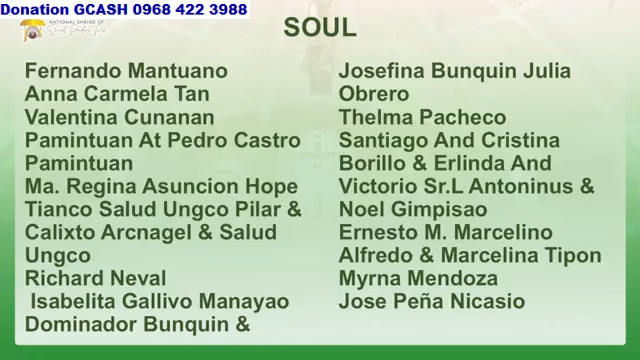 Donation GCASH 0968 422 3988
NATIONAL SHRINE OF
SOUL
Fernando Mantuano
Anna Carmela Tan
Valentina Cunanan
Pamintuan At Pedro Castro
Pamintuan
Ma. Regina Asuncion Hope
Tianco Salud Ungco Pilar &
Calixto Arcnagel & Salud
Ungco
Richard Neval
Isabelita Gallivo Manayao
Dominador Bunquin &
Josefina Bunquin Julia
Obrero
Thelma Pacheco
Santiago And Cristina
Borillo & Erlinda And
Victorio Sr.L Antoninus &
Noel Gimpisao
Ernesto M. Marcelino
Alfredo & Marcelina Tipon
Myrna Mendoza
Jose Peña Nicasio